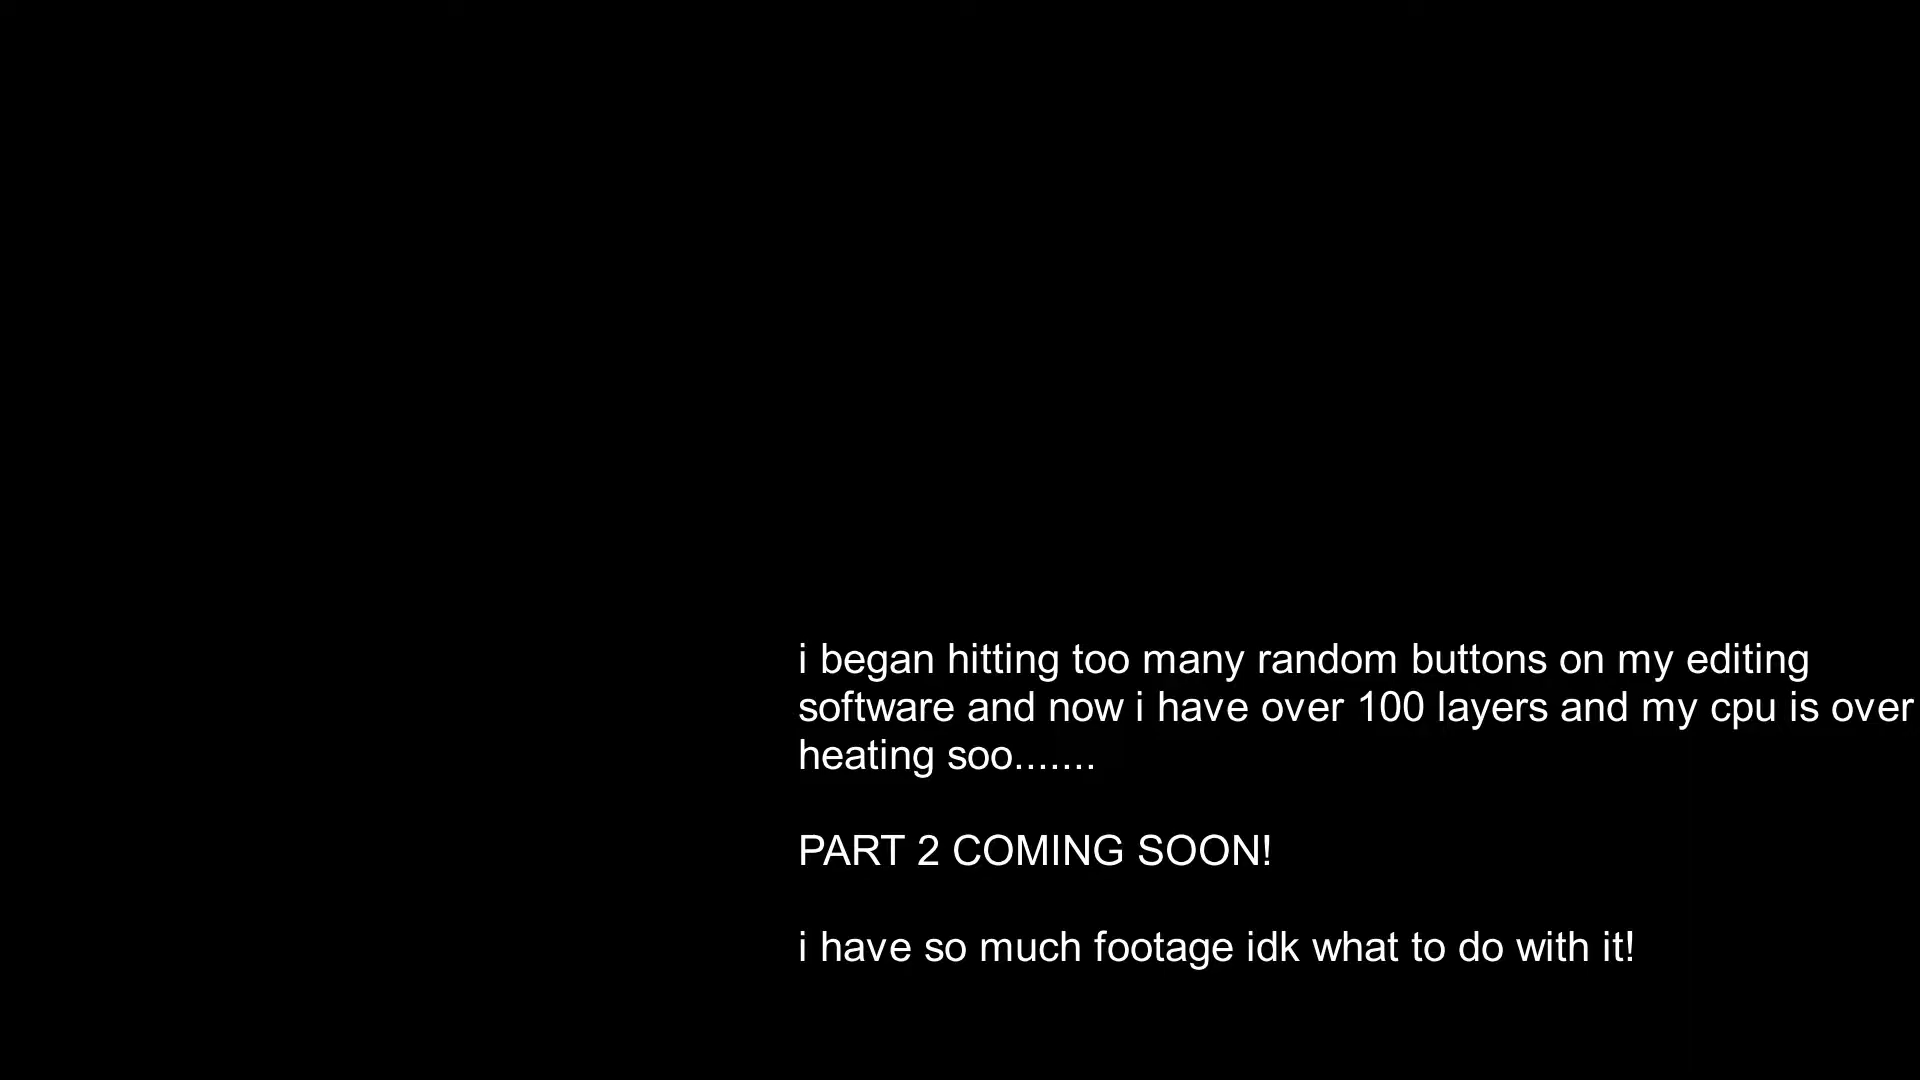 i began hitting too many random buttons on my editing
software and now i have over 100 layers and my cpu is over
heating soo.......
PART 2 COMING SOON!
i have so much footage idk what to do with it!